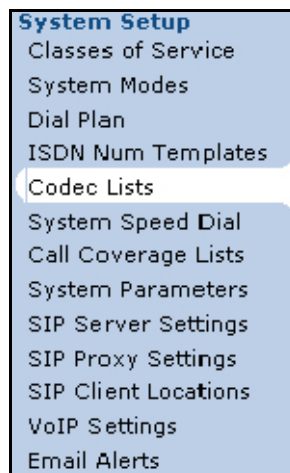 System Setup
Classes of Service
System Modes
Dial Plan
ISDN Num Templates
Codec Lists
System Speed Dial
Call Coverage Lists
System Parameters
SIP Server Settings
SIP Proxy Settings
SIP Client Locations
VoIP Settings
Email Alerts